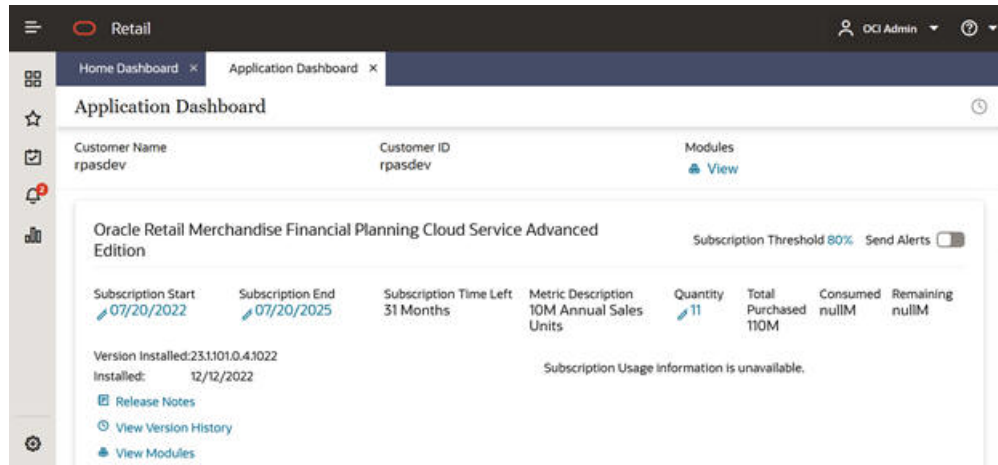 Retail
OCI Admin
2
Home Dashboard ×
Application Dashboard ×
Application Dashboard
Customer Name
rpasdev
Customer ID
rpasdev
Modules
View
Oracle Retail Merchandise Financial Planning Cloud Service Advanced
Edition
Subscription Threshold 80% Send Alerts
Subscription Start
07/20/2022
Subscription End
07/20/2025
Subscription Time Left
31 Months
Metric Description
10M Annual Sales
Units
Quantity
11
Total
Purchased
110M
Consumed
nullM
Remaining
nullM
Version Installed:23.1.101.0.4.1022
Installed: 12/12/2022
Subscription Usage information is unavailable.
Release Notes
View Version History
View Modules